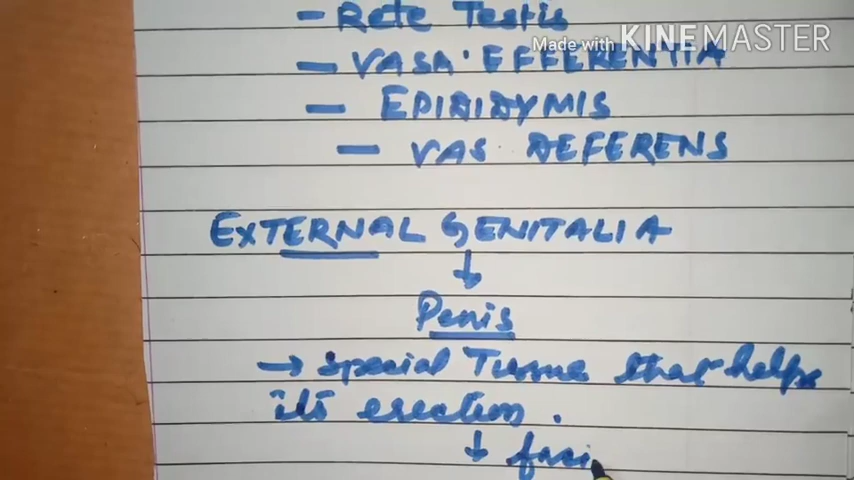 - Rete Testis
Made with KINEMASTER
- VASA EFFERENTIA
- EPIDIDYMIS
- VAS DEFERENS
EXTERNAL GENITALIA
↓
Penis
→ special Tissue that helps
its erection.
↓ faci